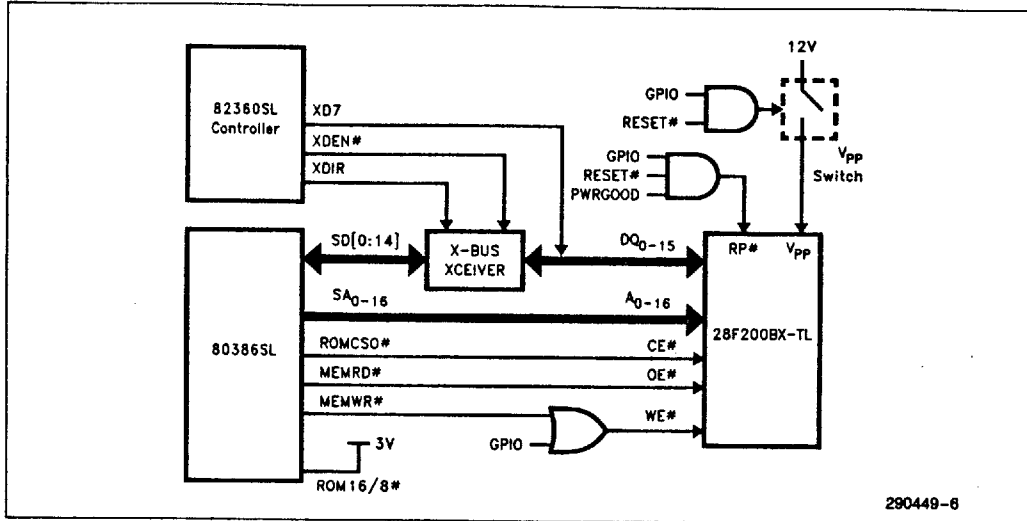 82360SL
Controller
XD7
XDEN#
XDIR
12V
GPIO
RESET#
VPP
Switch
GPIO
RESET#
PWRGOOD
SD[0:14]
X-BUS
XCEIVER
DQ0-15
RP#
VPP
SA0-16
A0-16
28F200BX-TL
80386SL
ROMCS0#
CE#
MEMRD#
OE#
MEMWR#
WE#
GPIO
3V
ROM16/8#
290449-6